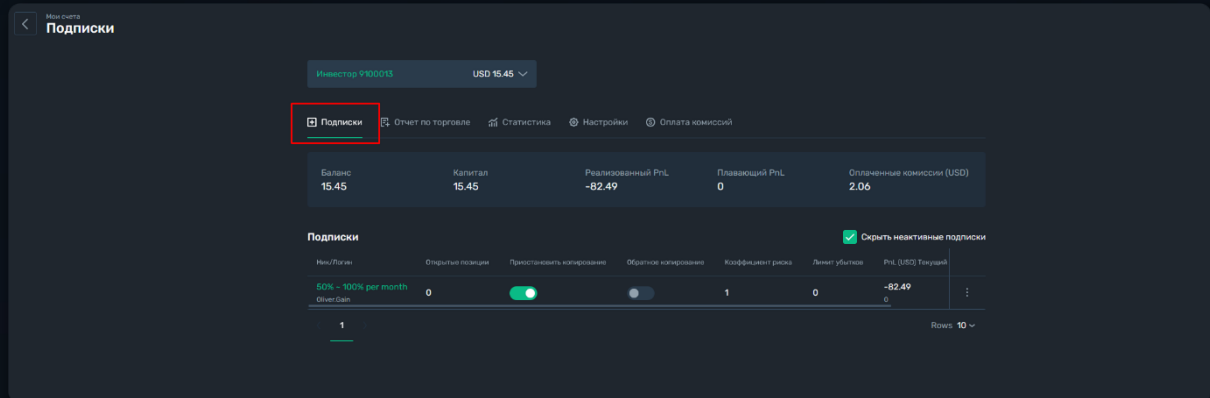 Мои счета
Подписки
Инвестор 9100013 USD 15.45
Подписки Отчет по торговле Статистика Настройки Оплата комиссий
Баланс Капитал Реализованный PnL Плавающий PnL Оплаченные комиссии (USD)
15.45 15.45 -82.49 0 2.06
Подписки Скрыть неактивные подписки
Ник/Логин Открытые позиции Приостановить копирование Обратное копирование Коэффициент риска Лимит убытков PnL (USD) Текущий
50% - 100% per month 0 1 0 -82.49
Oliver.Gain 0
1 Rows 10